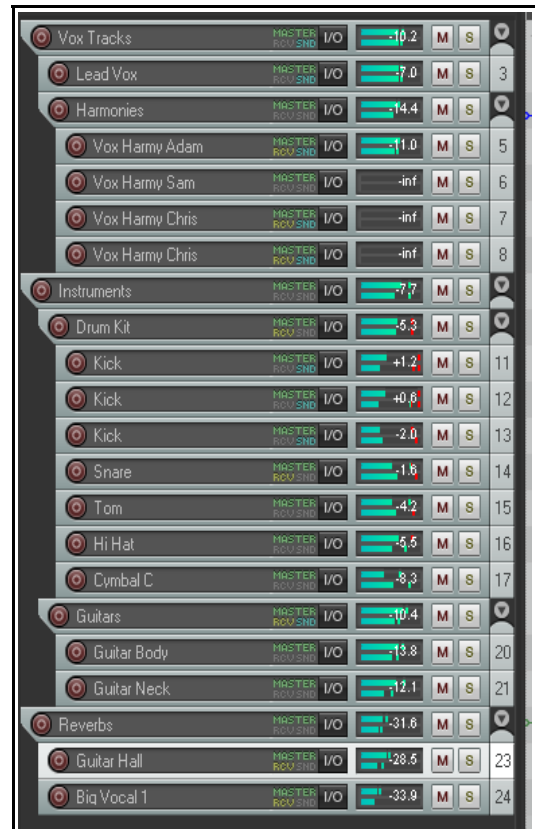 Vox Tracks MASTER RCV SND I/O -10.2 M S
Lead Vox MASTER RCV SND I/O -7.0 M S 3
Harmonies MASTER RCV SND I/O -14.4 M S
Vox Harmy Adam MASTER RCV SND I/O -11.0 M S 5
Vox Harmy Sam MASTER RCV SND I/O -inf M S 6
Vox Harmy Chris MASTER RCV SND I/O -inf M S 7
Vox Harmy Chris MASTER RCV SND I/O -inf M S 8
Instruments MASTER RCV SND I/O -7.7 M S
Drum Kit MASTER RCV SND I/O -5.3 M S
Kick MASTER RCV SND I/O +1.2 M S 11
Kick MASTER RCV SND I/O +0.6 M S 12
Kick MASTER RCV SND I/O -2.0 M S 13
Snare MASTER RCV SND I/O -1.6 M S 14
Tom MASTER RCV SND I/O -4.2 M S 15
Hi Hat MASTER RCV SND I/O -5.5 M S 16
Cymbal C MASTER RCV SND I/O -8.3 M S 17
Guitars MASTER RCV SND I/O -10.4 M S
Guitar Body MASTER RCV SND I/O -13.8 M S 20
Guitar Neck MASTER RCV SND I/O -12.1 M S 21
Reverbs MASTER RCV SND I/O -31.6 M S
Guitar Hall MASTER RCV SND I/O -28.5 M S 23
Big Vocal 1 MASTER RCV SND I/O -33.9 M S 24